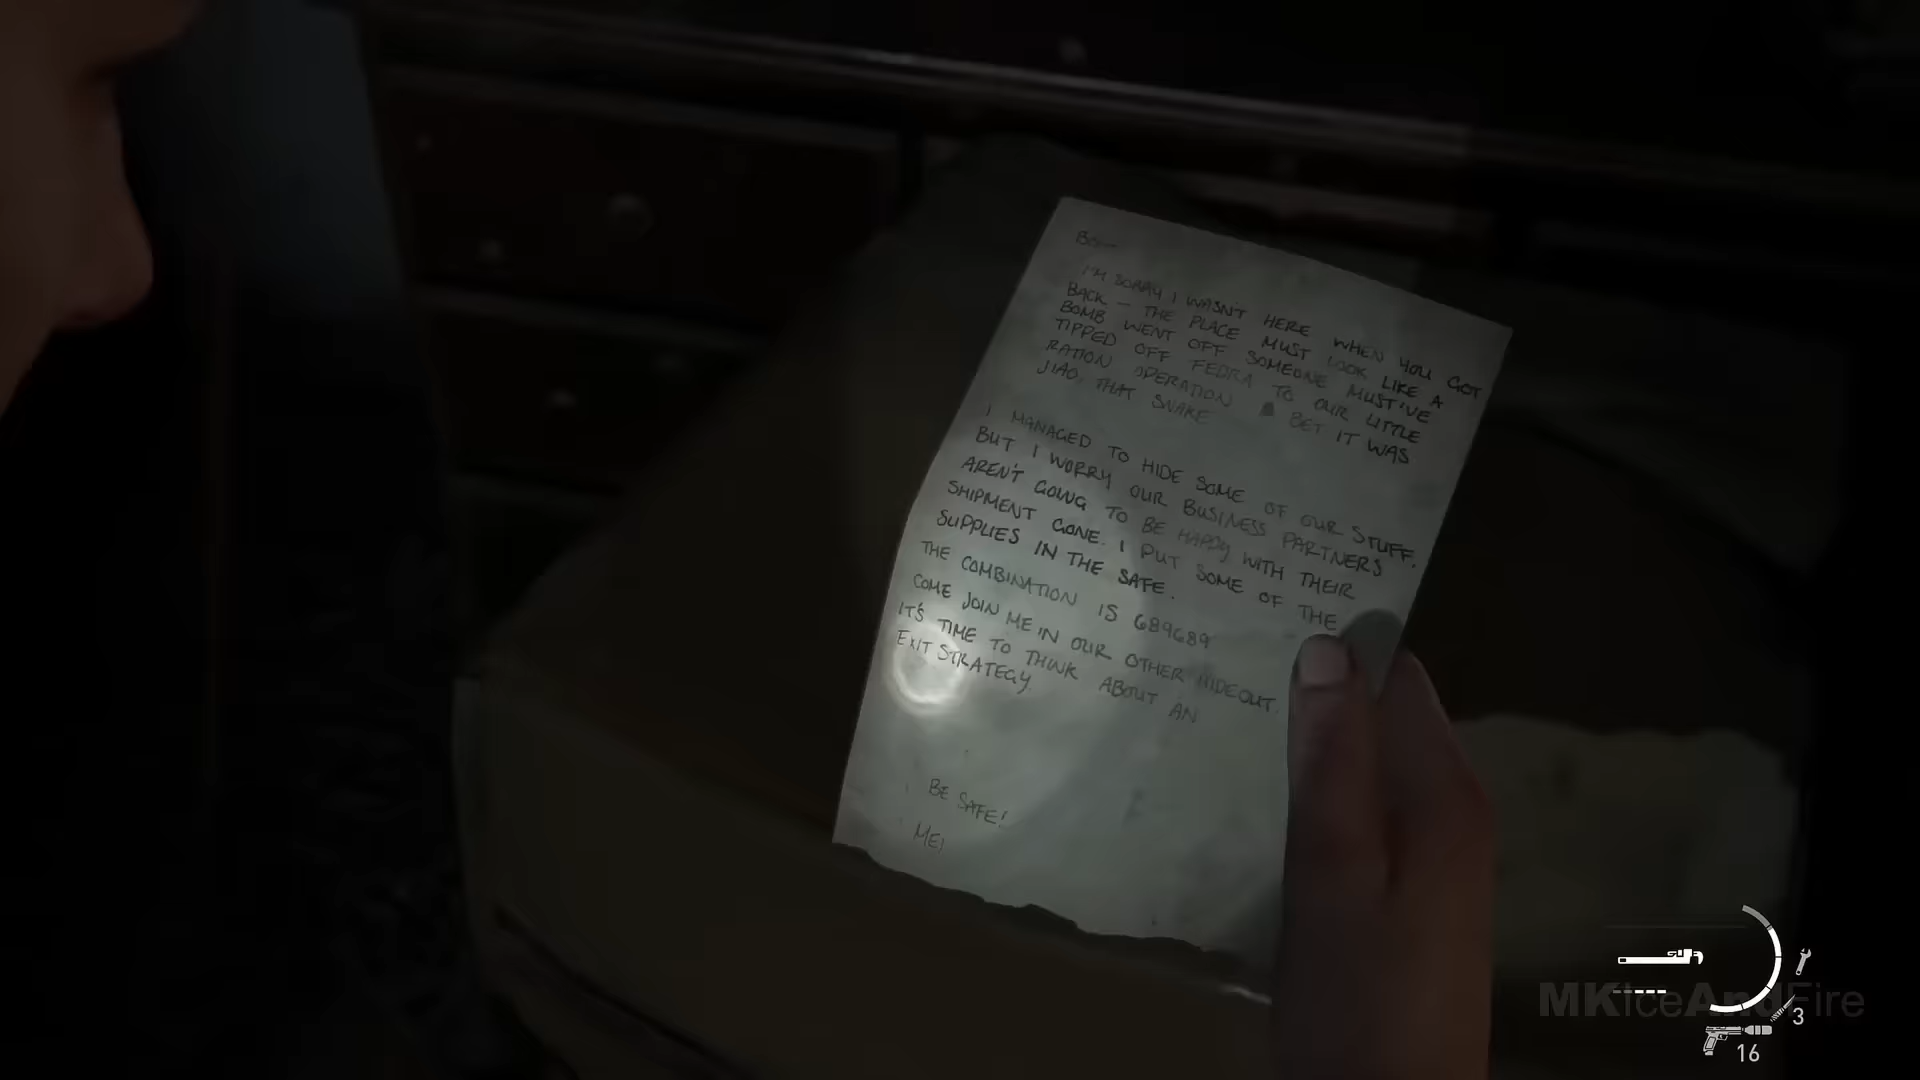 Bo—
I'M SORRY I WASN'T HERE WHEN YOU GOT
BACK — THE PLACE MUST LOOK LIKE A
BOMB WENT OFF SOMEONE MUST'VE
TIPPED OFF FEDRA TO OUR LITTLE
RATION OPERATION BET IT WAS
JIAO, THAT SNAKE
I MANAGED TO HIDE SOME OF OUR STUFF.
BUT I WORRY OUR BUSINESS PARTNERS
AREN'T GOING TO BE HAPPY WITH THEIR
SHIPMENT GONE. I PUT SOME OF THE
SUPPLIES IN THE SAFE.
THE COMBINATION IS 689689
COME JOIN ME IN OUR OTHER HIDEOUT.
IT'S TIME TO THINK ABOUT AN
EXIT STRATEGY
BE SAFE!
ME!
MKIceAndFire
3
16